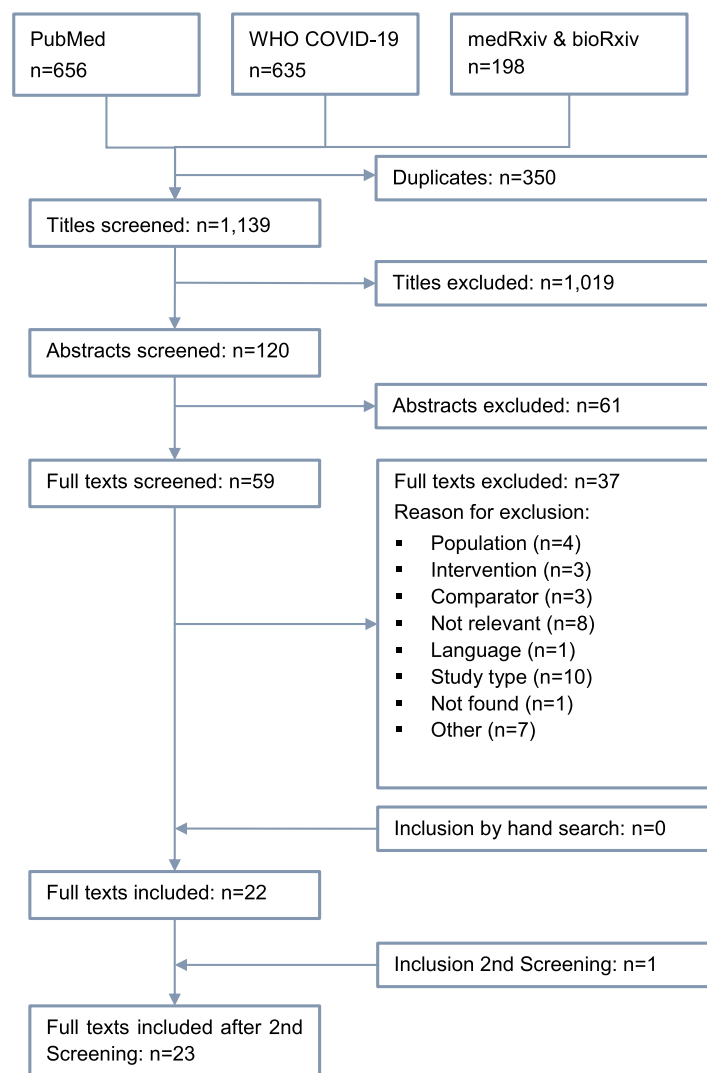 PubMed
n=656
WHO COVID-19
n=635
medRxiv & bioRxiv
n=198
Duplicates: n=350
Titles screened: n=1,139
Titles excluded: n=1,019
Abstracts screened: n=120
Abstracts excluded: n=61
Full texts screened: n=59
Full texts excluded: n=37
Reason for exclusion:
▪ Population (n=4)
▪ Intervention (n=3)
▪ Comparator (n=3)
▪ Not relevant (n=8)
▪ Language (n=1)
▪ Study type (n=10)
▪ Not found (n=1)
▪ Other (n=7)
Inclusion by hand search: n=0
Full texts included: n=22
Inclusion 2nd Screening: n=1
Full texts included after 2nd
Screening: n=23